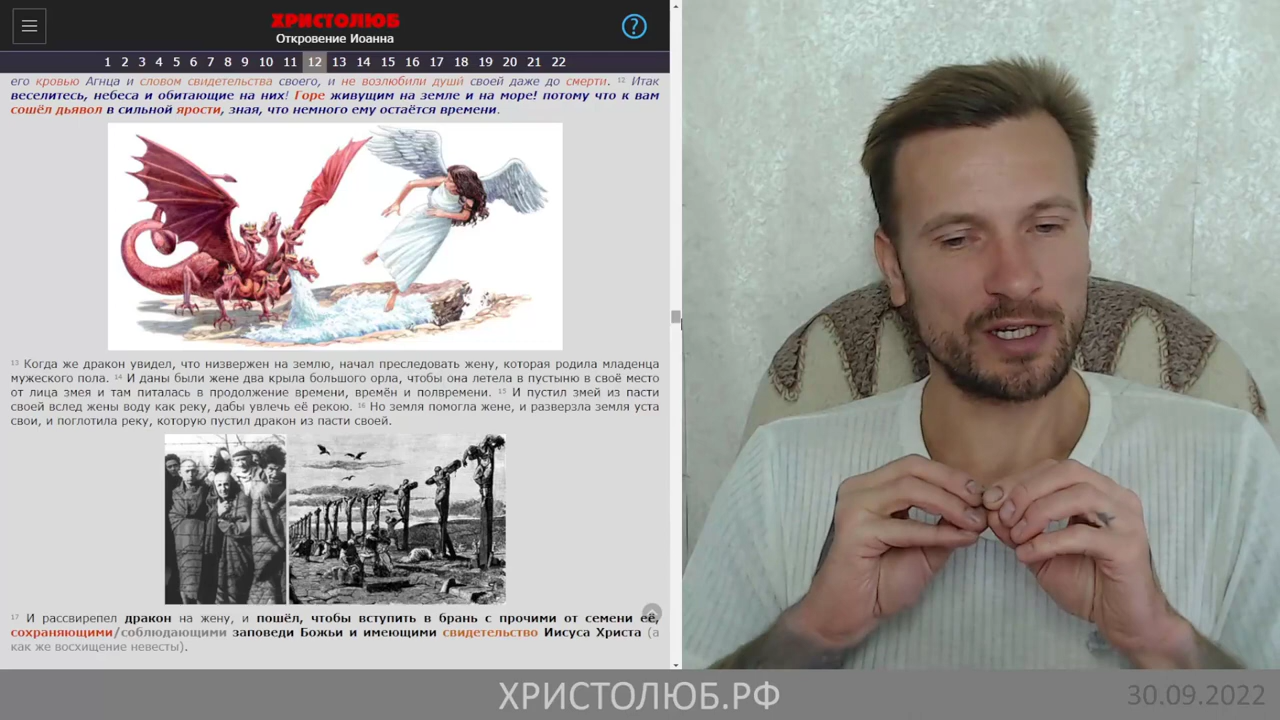 ХРИСТОЛЮБ
Откровение Иоанна
?
1 2 3 4 5 6 7 8 9 10 11 12 13 14 15 16 17 18 19 20 21 22
его кровью Агнца и словом свидетельства своего, и не возлюбили души́ своей даже до смерти. 12 Итак
веселитесь, небеса и обитающие на них! Горе живущим на земле и на море! потому что к вам
сошёл дьявол в сильной ярости, зная, что немного ему остаётся времени.
13 Когда же дракон увидел, что низвержен на землю, начал преследовать жену, которая родила младенца
мужеского пола. 14 И даны были жене два крыла большого орла, чтобы она летела в пустыню в своё место
от лица змея и там питалась в продолжение времени, времён и полвремени. 15 И пустил змей из пасти
своей вслед жены воду как реку, дабы увлечь её рекою. 16 Но земля помогла жене, и разверзла земля уста
свои, и поглотила реку, которую пустил дракон из пасти своей.
17 И рассвирепел дракон на жену, и пошёл, чтобы вступить в брань с прочими от семени её,
сохраняющими/соблюдающими заповеди Божьи и имеющими свидетельство Иисуса Христа (а
как же восхищение невесты).
ХРИСТОЛЮБ.РФ
30.09.2022